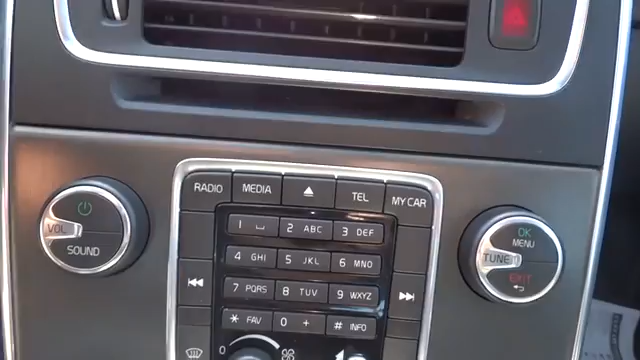 RADIO MEDIA TEL MY CAR
VOL
SOUND
1 2 ABC 3 DEF
4 GHI 5 JKL 6 MNO
7 PQRS 8 TUV 9 WXYZ
* FAV 0 + # INFO
0
OK
MENU
TUNE
EXIT